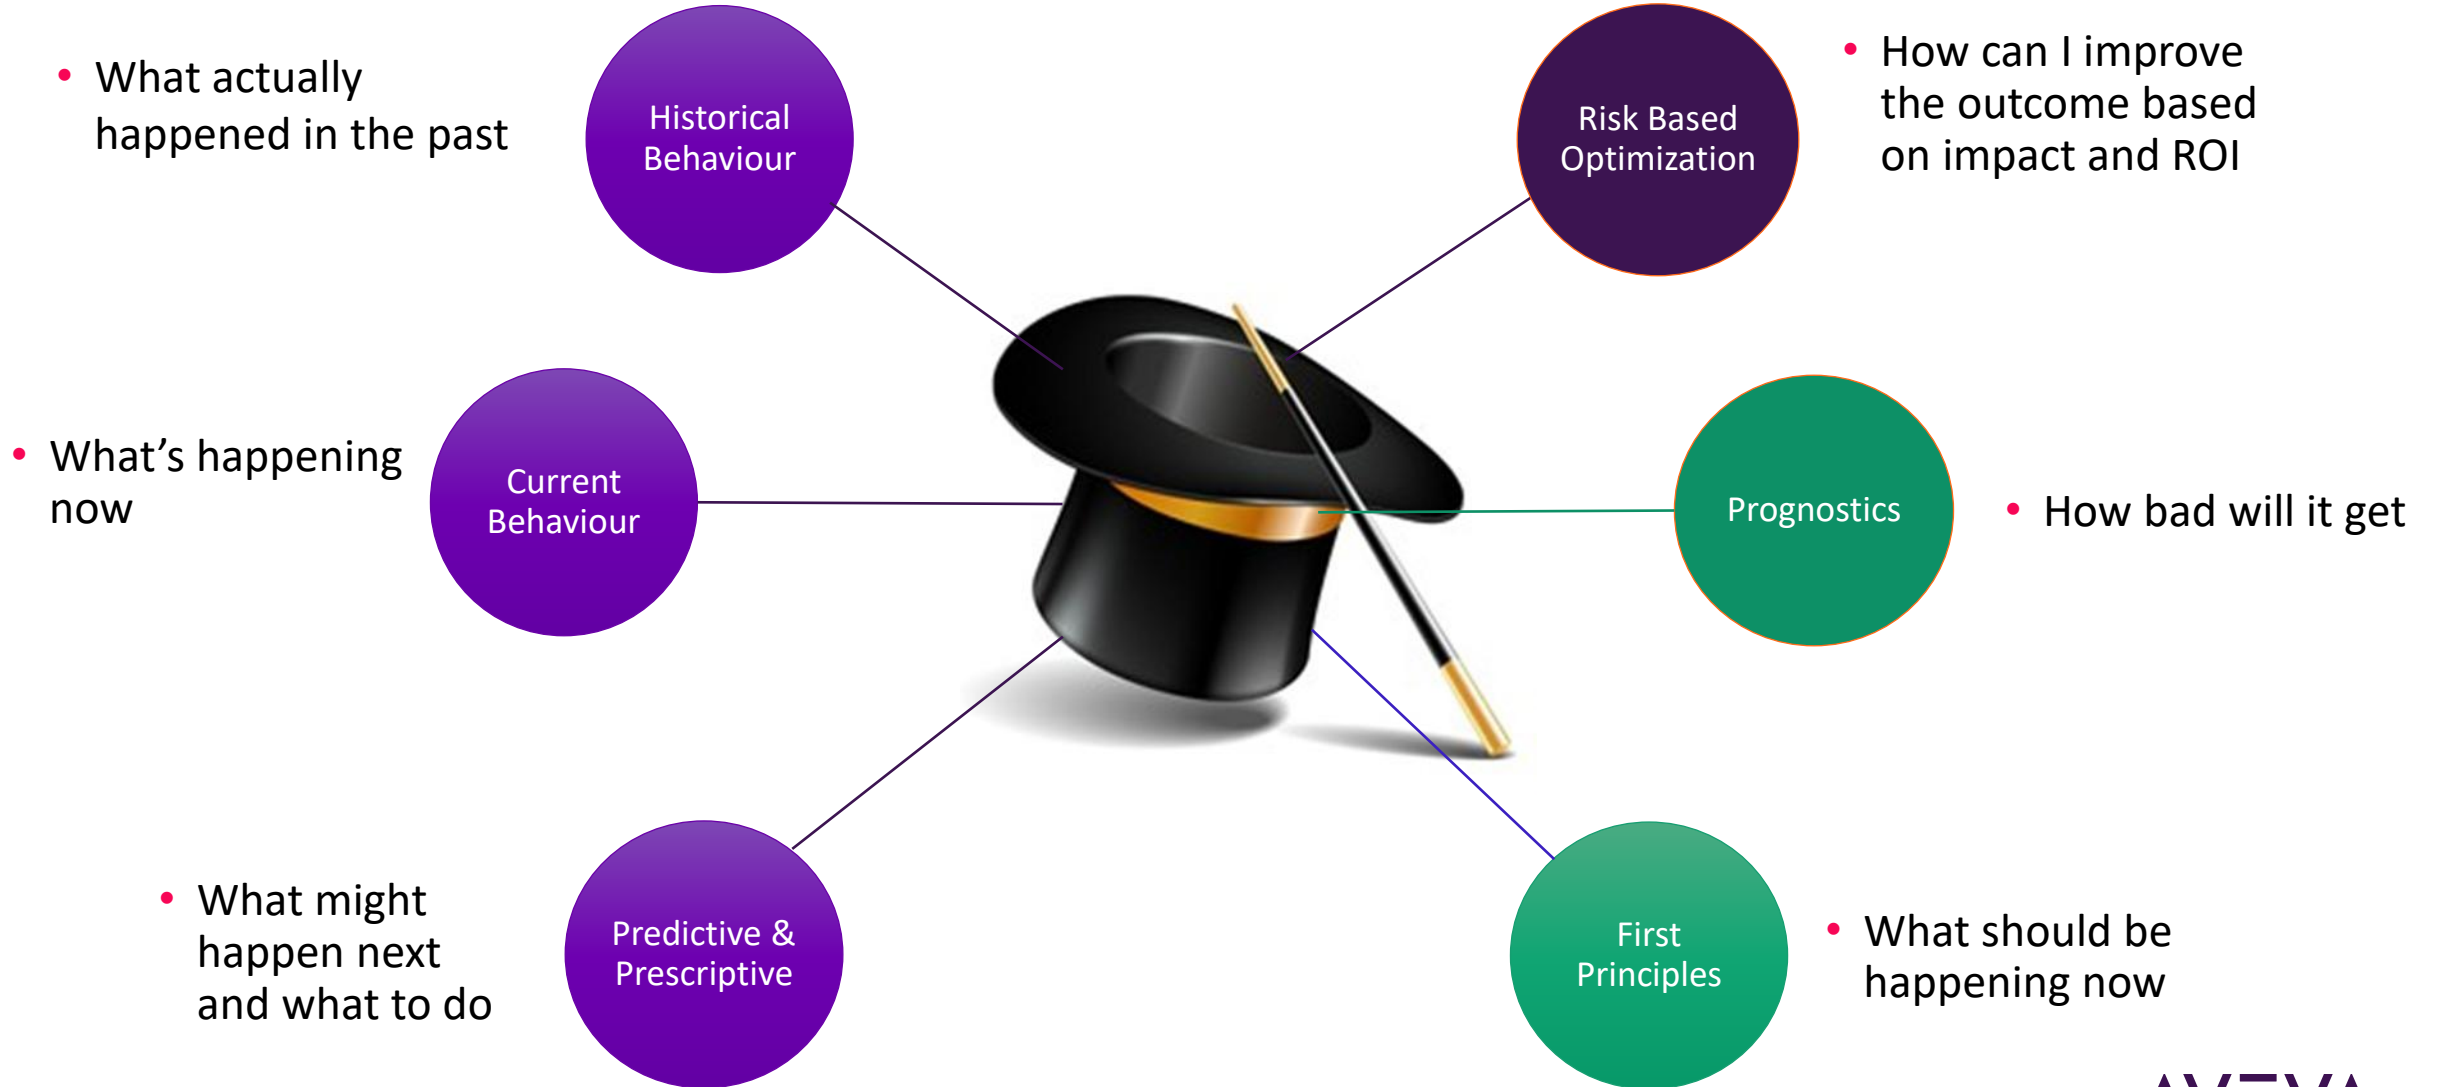 • What actually
happened in the past
Historical
Behaviour
Risk Based
Optimization
• How can I improve
the outcome based
on impact and ROI
• What's happening
now
Current
Behaviour
Prognostics
• How bad will it get
• What might
happen next
and what to do
Predictive &
Prescriptive
First
Principles
• What should be
happening now